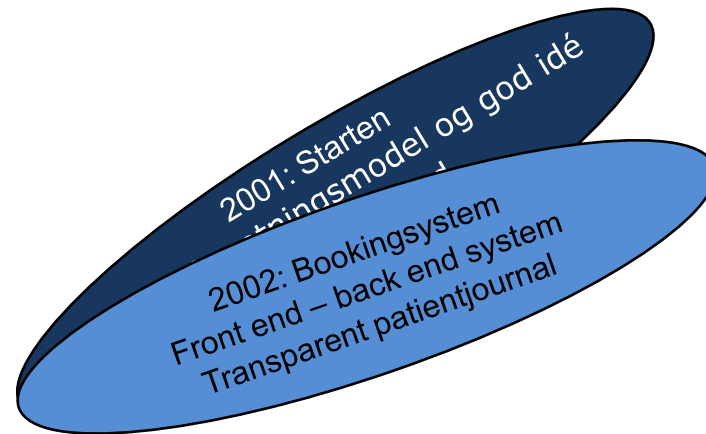 2001: Starten
og god idé
2002: Bookingsystem
Front end – back end system
Transparent patientjournal